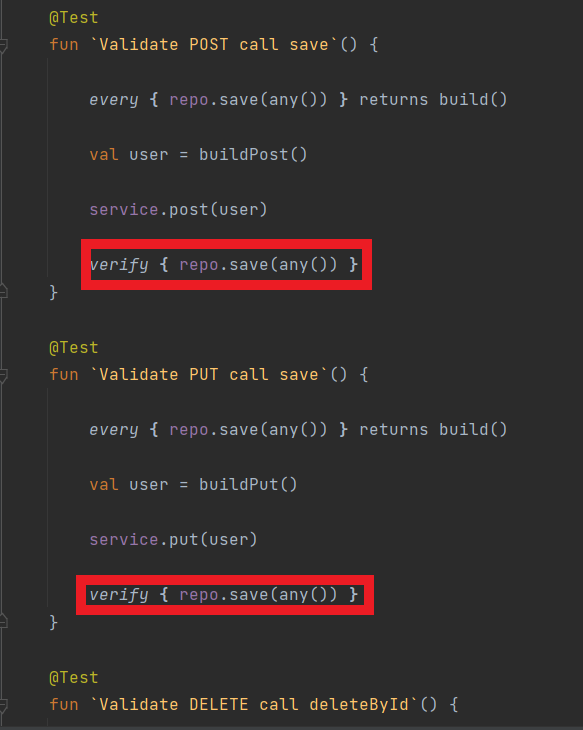 @Test
fun `Validate POST call save`() {
every { repo.save(any()) } returns build()
val user = buildPost()
service.post(user)
verify { repo.save(any()) }
}
@Test
fun `Validate PUT call save`() {
every { repo.save(any()) } returns build()
val user = buildPut()
service.put(user)
verify { repo.save(any()) }
}
@Test
fun `Validate DELETE call deleteById`() {